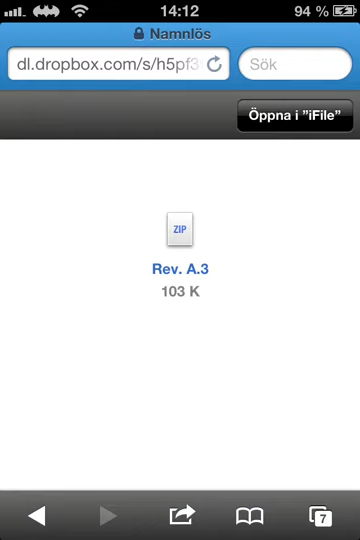 14:12
94 %
Namnlös
dl.dropbox.com/s/h5pf3
Sök
Öppna i ”iFile”
ZIP
Rev. A.3
103 K
7